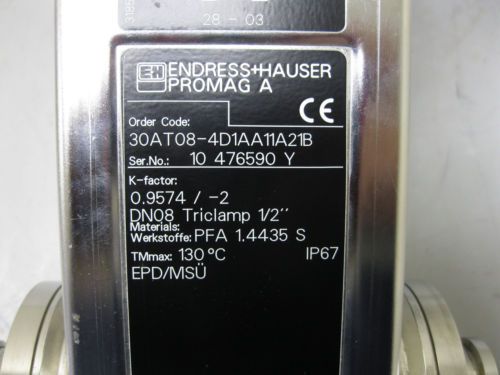 28 - 03
EH ENDRESS+HAUSER
PROMAG A
CE
Order Code:
30AT08-4D1AA11A21B
Ser.No.: 10 476590 Y
K-factor:
0.9574 / -2
DN08 Triclamp 1/2''
Materials:
Werkstoffe: PFA 1.4435 S
TMmax: 130°C IP67
EPD/MSÜ